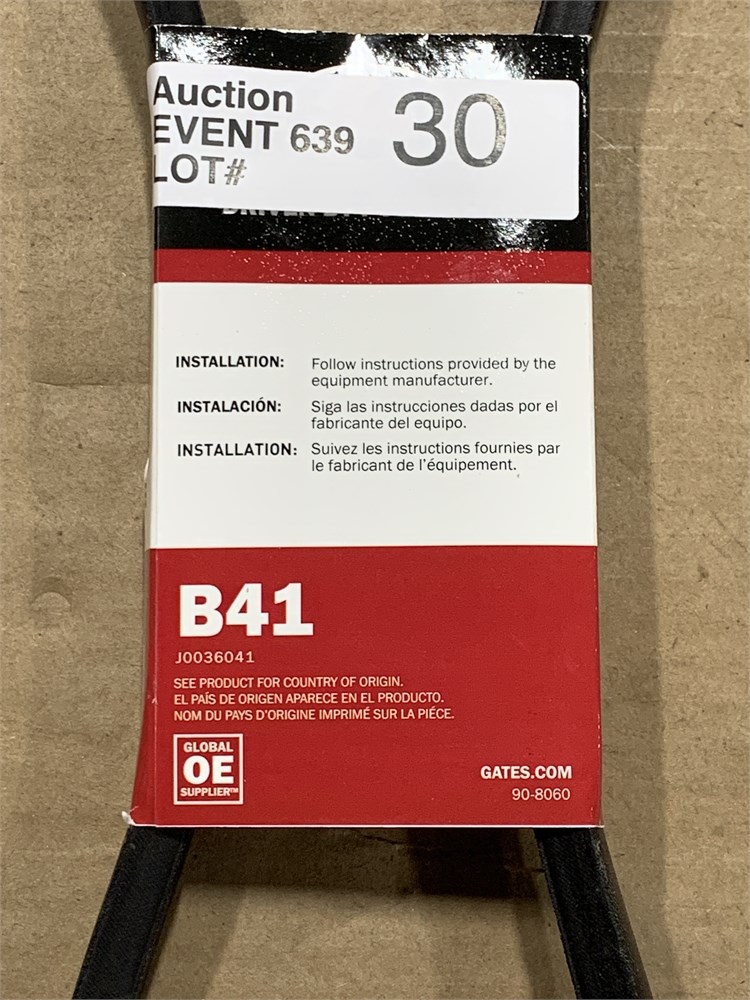 Auction
EVENT 639
LOT#
30
INSTALLATION: Follow instructions provided by the
equipment manufacturer.
INSTALACIÓN: Siga las instrucciones dadas por el
fabricante del equipo.
INSTALLATION: Suivez les instructions fournies par
le fabricant de l'équipement.
B41
J0036041
SEE PRODUCT FOR COUNTRY OF ORIGIN.
EL PAÍS DE ORIGEN APARECE EN EL PRODUCTO.
NOM DU PAYS D'ORIGINE IMPRIMÉ SUR LA PIÉCE.
GLOBAL
OE
SUPPLIER™
GATES.COM
90-8060